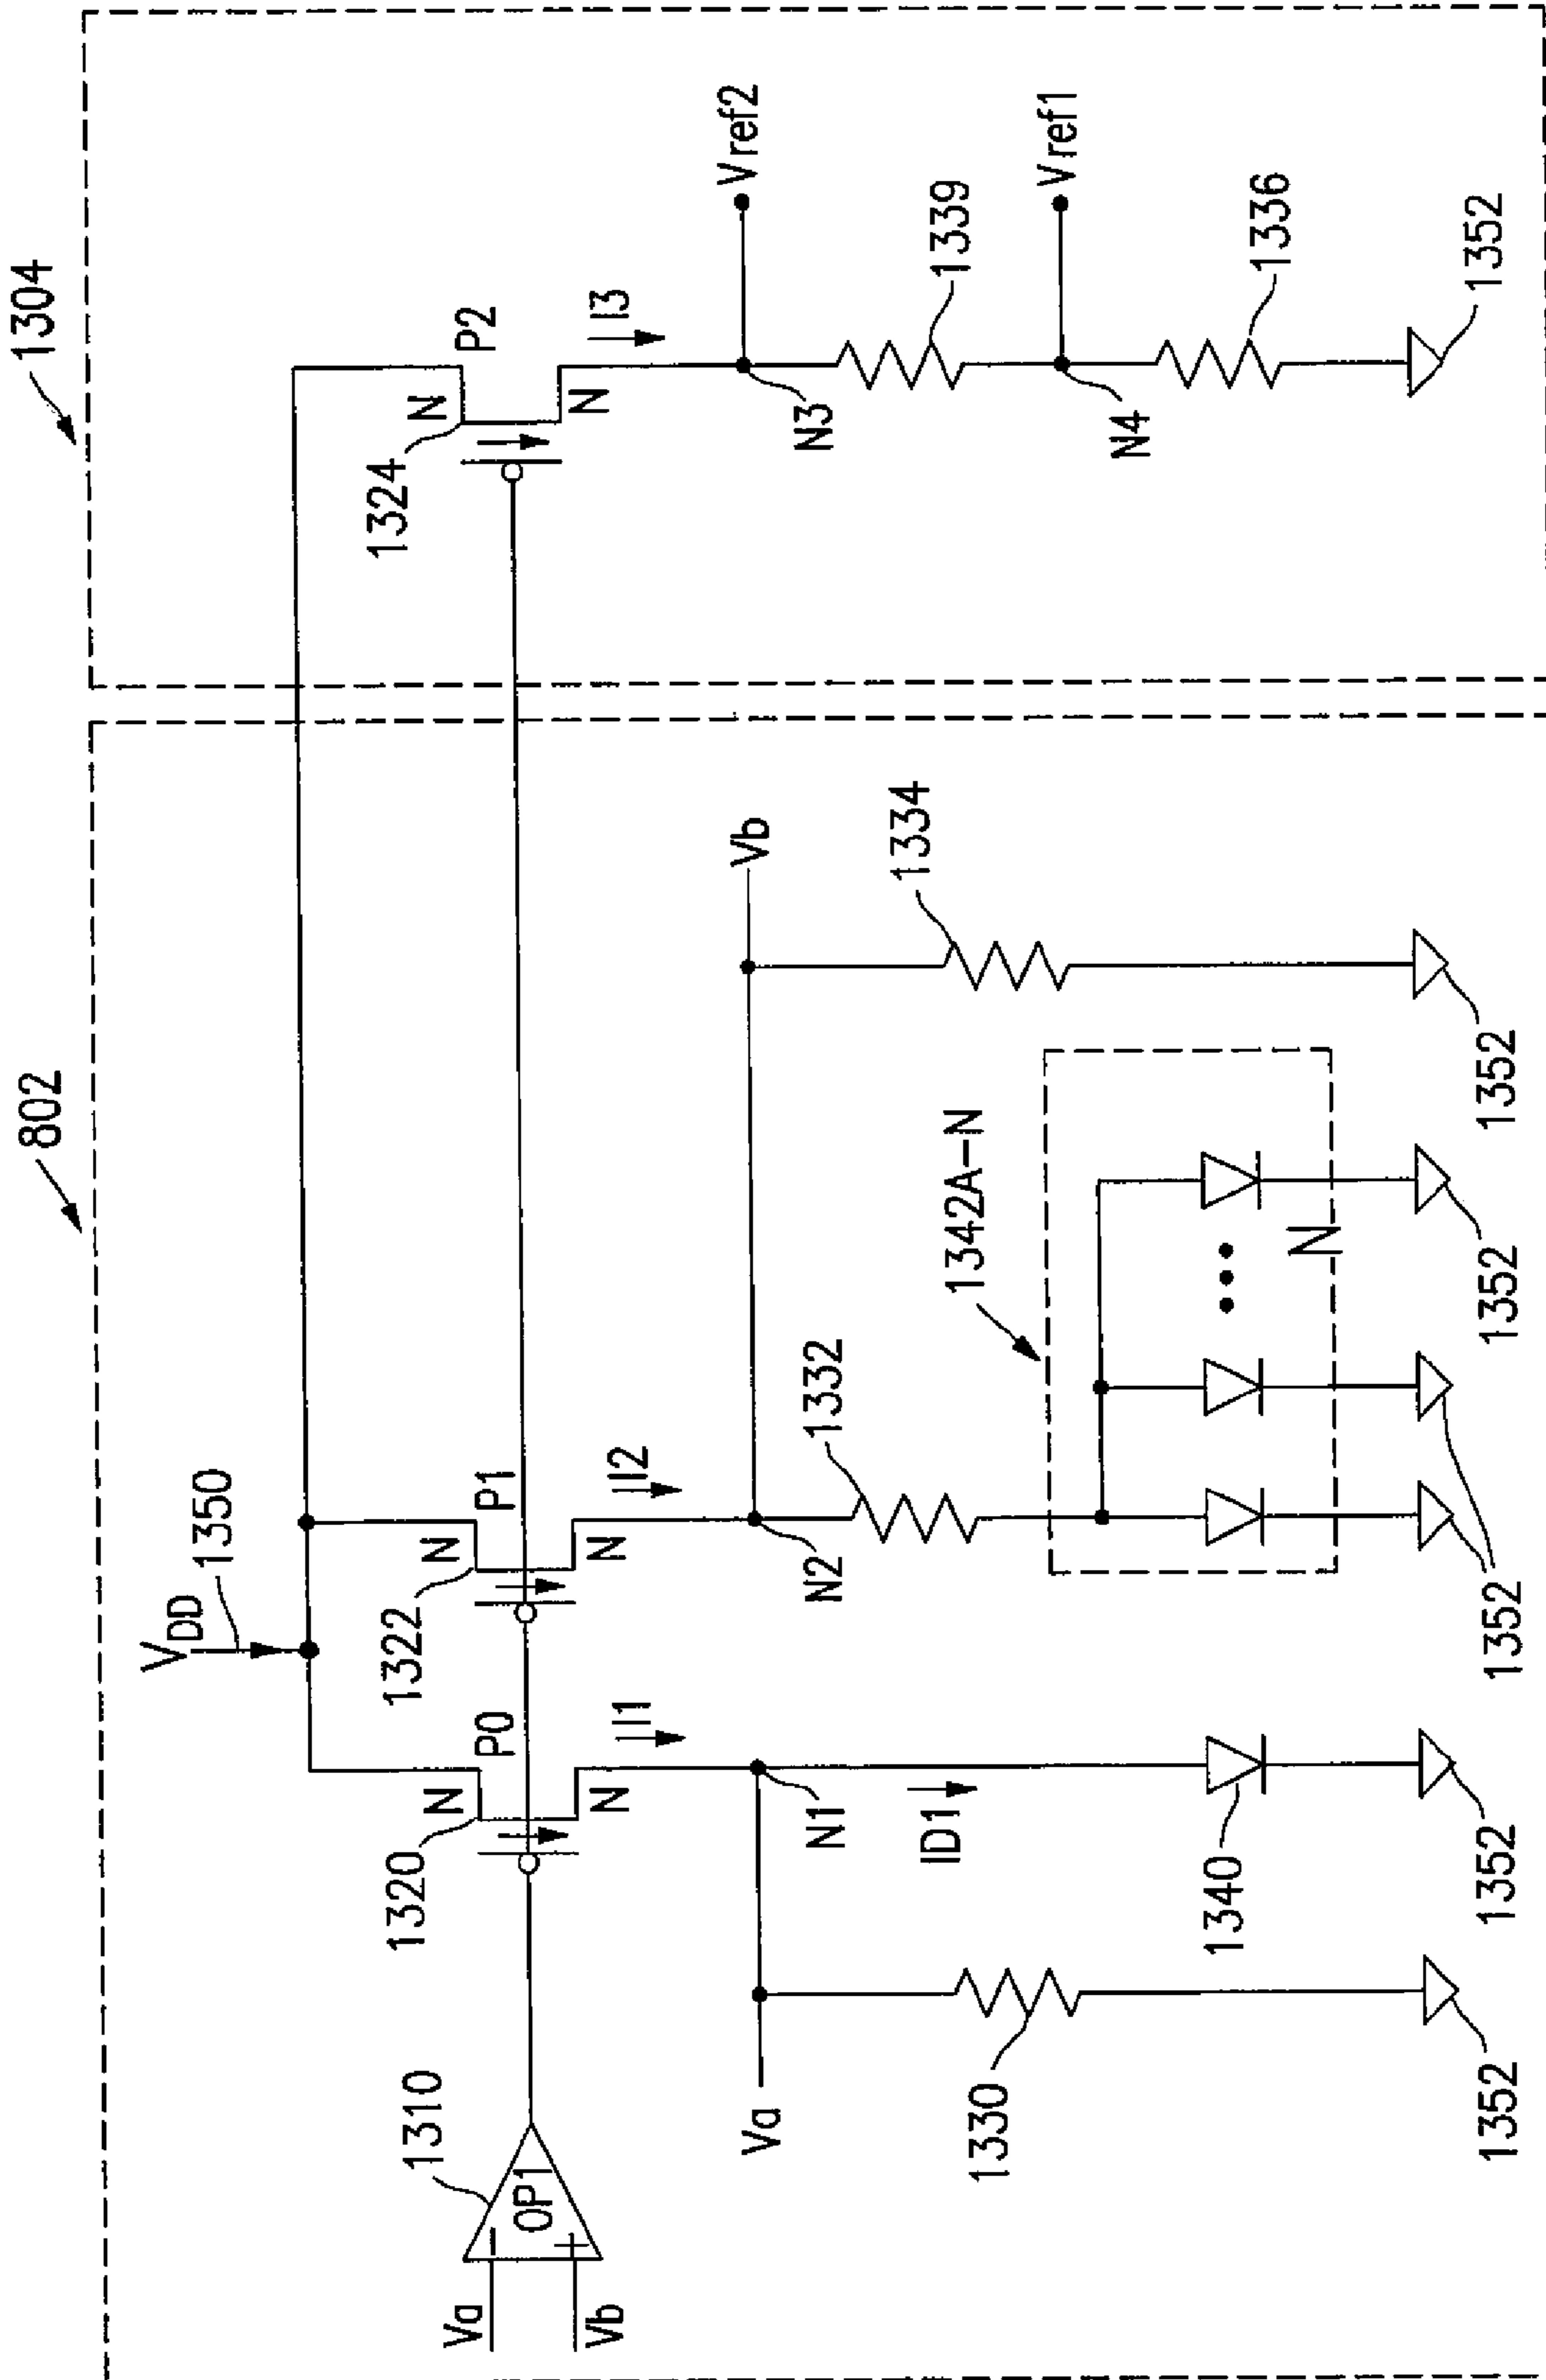 802
1304
VDD
1350
1310
OP1
−
+
Va
Vb
1320
N
P0
N
I1
1322
N
P1
N
I2
1324
N
P2
N
I3
Va
N1
ID1
N2
Vb
N3
Vref2
N4
Vref1
1330
1340
1332
1342A-N
N
1334
1339
1336
1352
1352
1352
1352
1352
1352